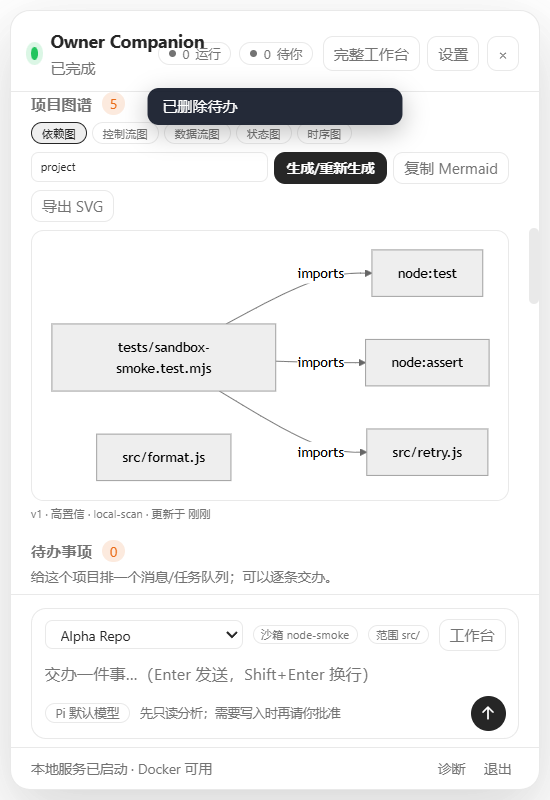 Owner Companion
已完成
0 运行
0 待你
完整工作台
设置
×
项目图谱 5
已删除待办
依赖图
控制流图
数据流图
状态图
时序图
project
生成/重新生成
复制 Mermaid
导出 SVG
imports
node:test
tests/sandbox-
smoke.test.mjs
imports
node:assert
src/format.js
imports
src/retry.js
v1 · 高置信 · local-scan · 更新于 刚刚
待办事项 0
给这个项目排一个消息/任务队列；可以逐条交办。
Alpha Repo
沙箱 node-smoke
范围 src/
工作台
交办一件事...（Enter 发送，Shift+Enter 换行）
Pi 默认模型
先只读分析；需要写入时再请你批准
本地服务已启动 · Docker 可用
诊断
退出